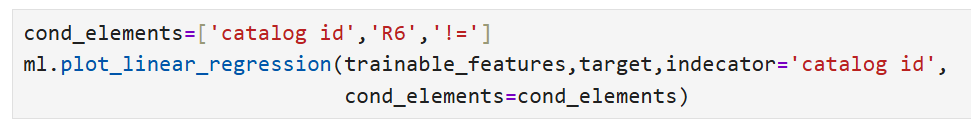 cond_elements=['catalog id','R6','!=']
ml.plot_linear_regression(trainable_features,target,indecator='catalog id',
cond_elements=cond_elements)